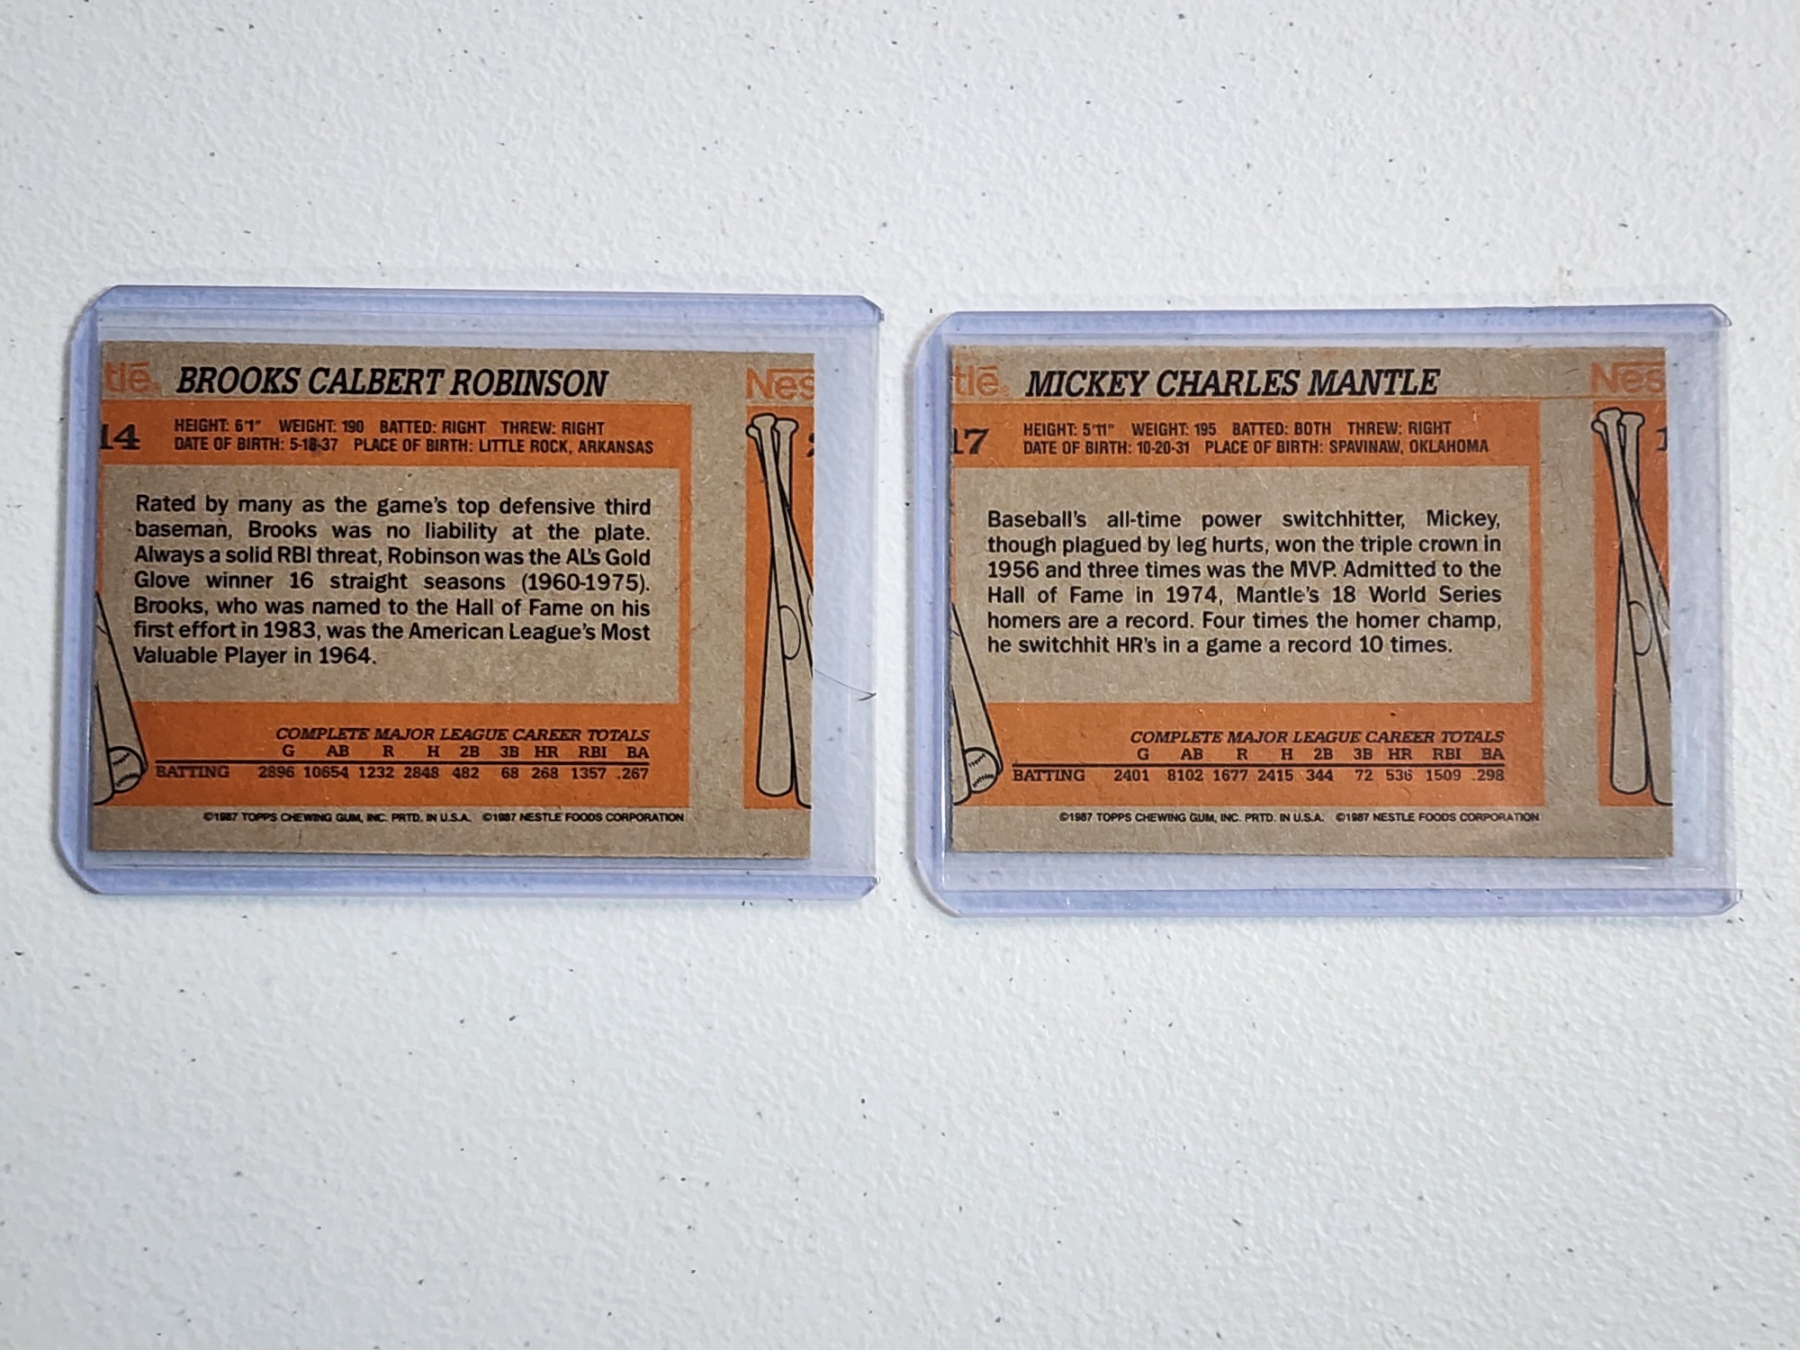 tlé. BROOKS CALBERT ROBINSON Nes
14
HEIGHT: 6'1" WEIGHT: 190 BATTED: RIGHT THREW: RIGHT
DATE OF BIRTH: 5-18-37 PLACE OF BIRTH: LITTLE ROCK, ARKANSAS
Rated by many as the game's top defensive third
baseman, Brooks was no liability at the plate.
Always a solid RBI threat, Robinson was the AL's Gold
Glove winner 16 straight seasons (1960-1975).
Brooks, who was named to the Hall of Fame on his
first effort in 1983, was the American League's Most
Valuable Player in 1964.
COMPLETE MAJOR LEAGUE CAREER TOTALS
G AB R H 2B 3B HR RBI BA
BATTING 2896 10654 1232 2848 482 68 268 1357 .267
©1987 TOPPS CHEWING GUM, INC. PRTD. IN U.S.A. ©1987 NESTLE FOODS CORPORATION
tlé. MICKEY CHARLES MANTLE Nes
17
HEIGHT: 5'11" WEIGHT: 195 BATTED: BOTH THREW: RIGHT
DATE OF BIRTH: 10-20-31 PLACE OF BIRTH: SPAVINAW, OKLAHOMA
Baseball's all-time power switchhitter, Mickey,
though plagued by leg hurts, won the triple crown in
1956 and three times was the MVP. Admitted to the
Hall of Fame in 1974, Mantle's 18 World Series
homers are a record. Four times the homer champ,
he switchhit HR's in a game a record 10 times.
COMPLETE MAJOR LEAGUE CAREER TOTALS
G AB R H 2B 3B HR RBI BA
BATTING 2401 8102 1677 2415 344 72 536 1509 .298
©1987 TOPPS CHEWING GUM, INC. PRTD. IN U.S.A. ©1987 NESTLE FOODS CORPORATION